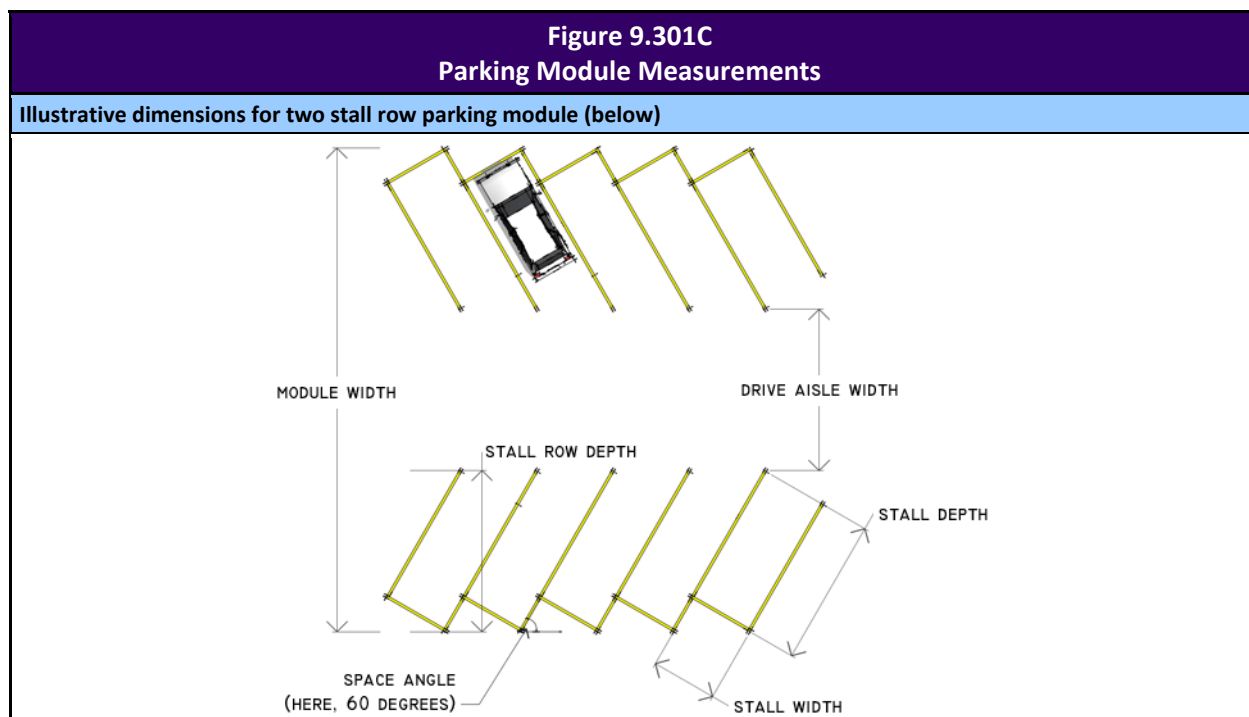 Figure 9.301C
Parking Module Measurements
Illustrative dimensions for two stall row parking module (below)
MODULE WIDTH
DRIVE AISLE WIDTH
STALL ROW DEPTH
STALL DEPTH
SPACE ANGLE
(HERE, 60 DEGREES)
STALL WIDTH